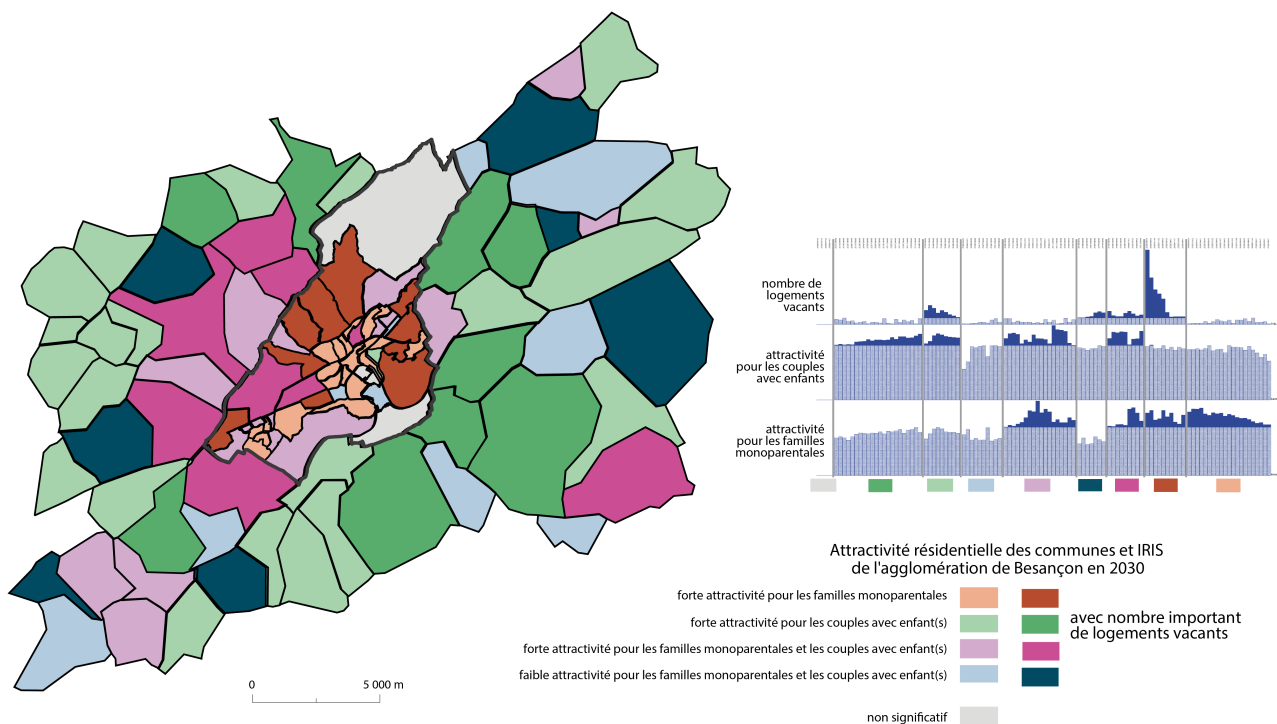 nombre de
logements
vacants
attractivité
pour les couples
avec enfants
attractivité
pour les familles
monoparentales
Attractivité résidentielle des communes et IRIS
de l'agglomération de Besançon en 2030
forte attractivité pour les familles monoparentales
forte attractivité pour les couples avec enfant(s)
forte attractivité pour les familles monoparentales et les couples avec enfant(s)
faible attractivité pour les familles monoparentales et les couples avec enfant(s)
avec nombre important
de logements vacants
non significatif
0 5 000 m